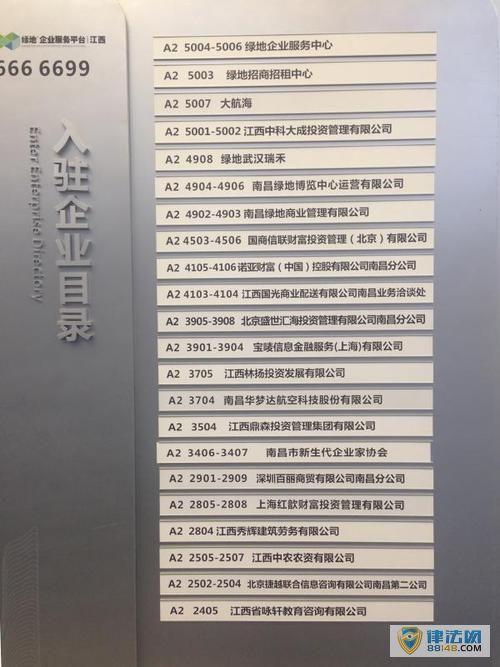 绿地 企业服务平台|江西
666 6699
入驻企业目录
Enter Enterprise Directory
A2 5004-5006 绿地企业服务中心
A2 5003 绿地招商招租中心
A2 5007 大航海
A2 5001-5002 江西中科大成投资管理有限公司
A2 4908 绿地武汉瑞禾
A2 4904-4906 南昌绿地博览中心运营有限公司
A2 4902-4903 南昌绿地商业管理有限公司
A2 4503-4506 国商信联财富投资管理（北京）有限公司
A2 4105-4106 诺亚财富（中国）控股有限公司南昌分公司
A2 4103-4104 江西国光商业配送有限公司南昌业务洽谈处
A2 3905-3908 北京盛世汇海投资管理有限公司南昌分公司
A2 3901-3904 宝唛信息金融服务(上海)有限公司
A2 3705 江西林扬投资发展有限公司
A2 3704 南昌华梦达航空科技股份有限公司
A2 3504 江西鼎森投资管理集团有限公司
A2 3406-3407 南昌市新生代企业家协会
A2 2901-2909 深圳百丽商贸有限公司南昌分公司
A2 2805-2808 上海红歆财富投资管理有限公司
A2 2804 江西秀辉建筑劳务有限公司
A2 2505-2507 江西中农农资有限公司
A2 2502-2504 北京捷越联合信息咨询有限公司南昌第二公司
A2 2405 江西省咏轩教育咨询有限公司
律法网
88148.com